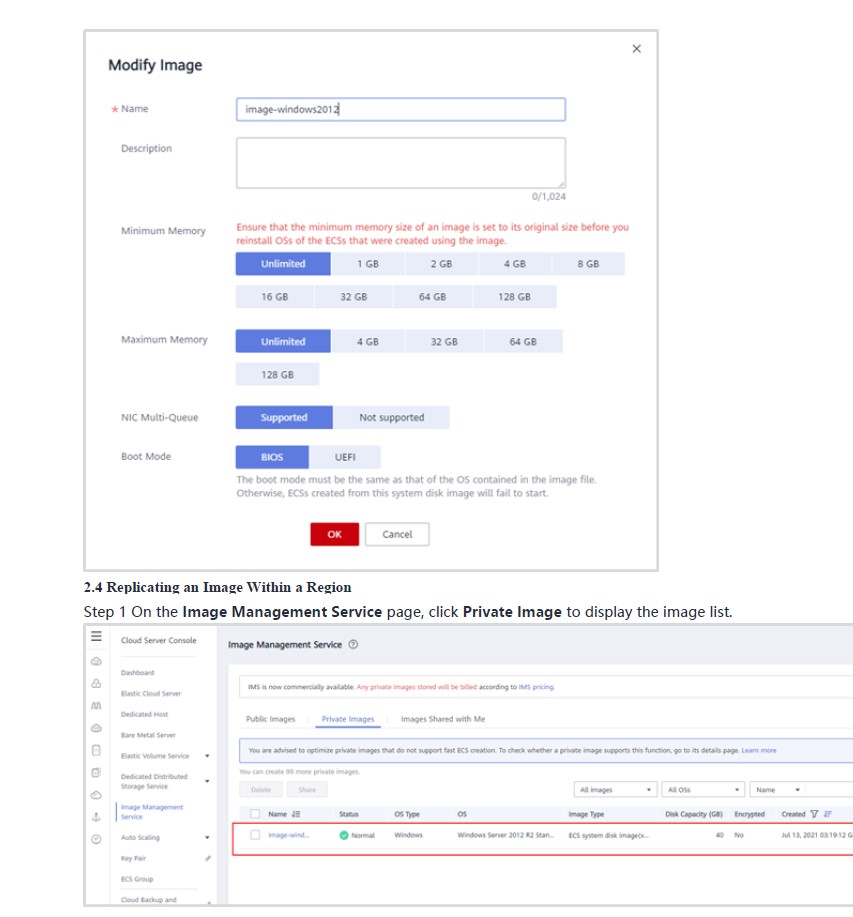 Modify Image
* Name
image-windows2012
Description
0/1,024
Minimum Memory
Ensure that the minimum memory size of an image is set to its original size before you
reinstall OSs of the ECSs that were created using the image.
Unlimited 1 GB 2 GB 4 GB 8 GB
16 GB 32 GB 64 GB 128 GB
Maximum Memory
Unlimited 4 GB 32 GB 64 GB
128 GB
NIC Multi-Queue
Supported Not supported
Boot Mode
BIOS UEFI
The boot mode must be the same as that of the OS contained in the image file.
Otherwise, ECSs created from this system disk image will fail to start.
OK Cancel
2.4 Replicating an Image Within a Region
Step 1 On the Image Management Service page, click Private Image to display the image list.
Cloud Server Console
Dashboard
Elastic Cloud Server
Dedicated Host
Bare Metal Server
Elastic Volume Service
Dedicated Distributed
Storage Service
Image Management
Service
Auto Scaling
Key Pair
ECS Group
Cloud Backup and
Image Management Service
IMS is now commercially available. Any private images stored will be billed according to IMS pricing.
Public Images Private Images Images Shared with Me
You are advised to optimize private images that do not support fast ECS creation. To check whether a private image supports this function, go to its details page. Learn more
You can create 99 more private images.
Delete Share All images All OSs Name
Name Status OS Type OS Image Type Disk Capacity (GB) Encrypted Created
image-wind... Normal Windows Windows Server 2012 R2 Stan... ECS system disk image(x... 40 No Jul 13, 2021 03:19:12 G